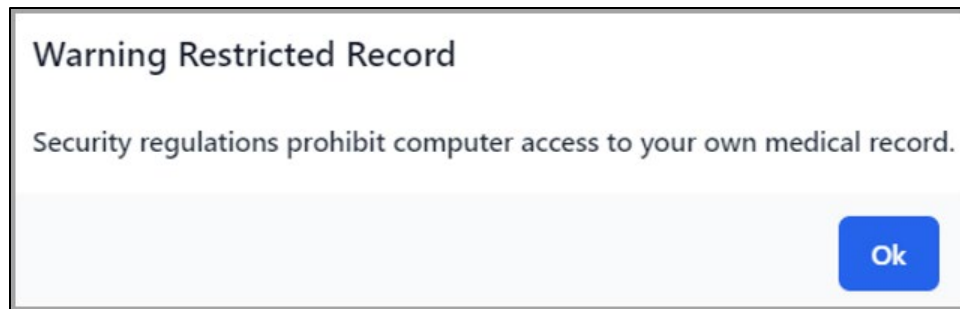 Warning Restricted Record
Security regulations prohibit computer access to your own medical record.
Ok